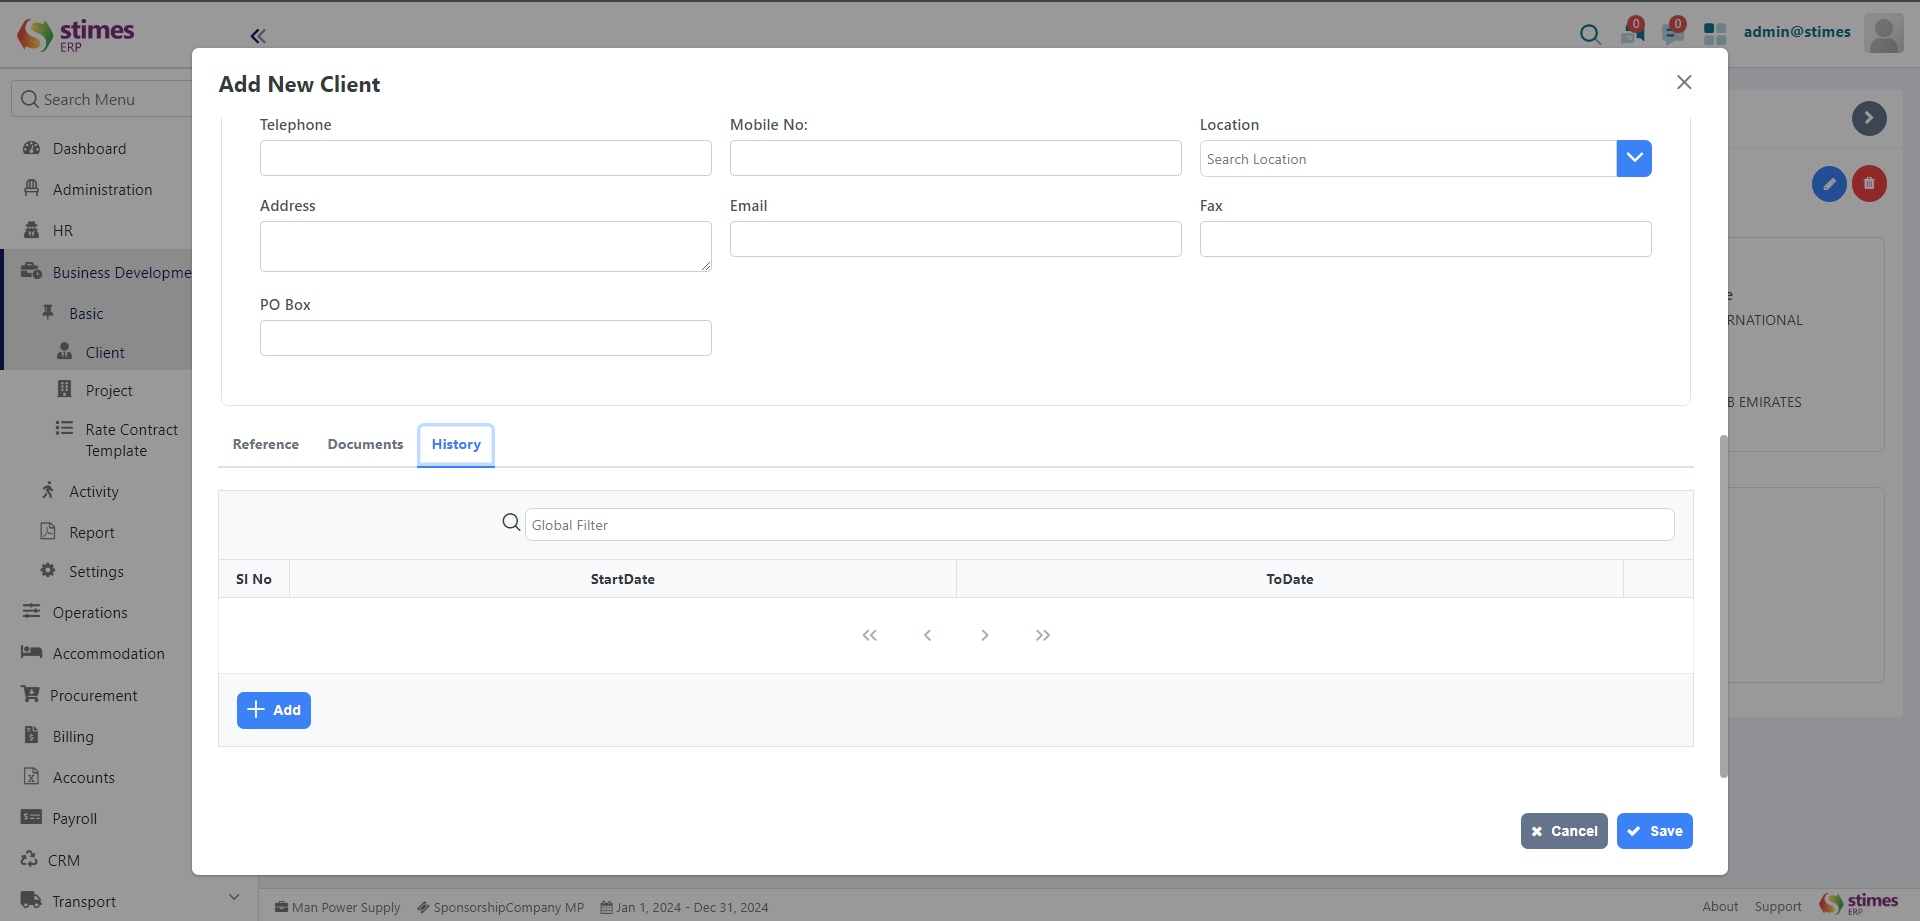 stimes
ERP
0
0
admin@stimes
Search Menu
Dashboard
Administration
HR
Business Developme
Basic
Client
Project
Rate Contract
Template
Activity
Report
Settings
Operations
Accommodation
Procurement
Billing
Accounts
Payroll
CRM
Transport
Add New Client
Telephone
Mobile No:
Location
Search Location
Address
Email
Fax
PO Box
Reference
Documents
History
Global Filter
Sl No
StartDate
ToDate
Add
Cancel
Save
e
RNATIONAL
B EMIRATES
Man Power Supply
SponsorshipCompany MP
Jan 1, 2024 - Dec 31, 2024
About
Support
stimes
ERP